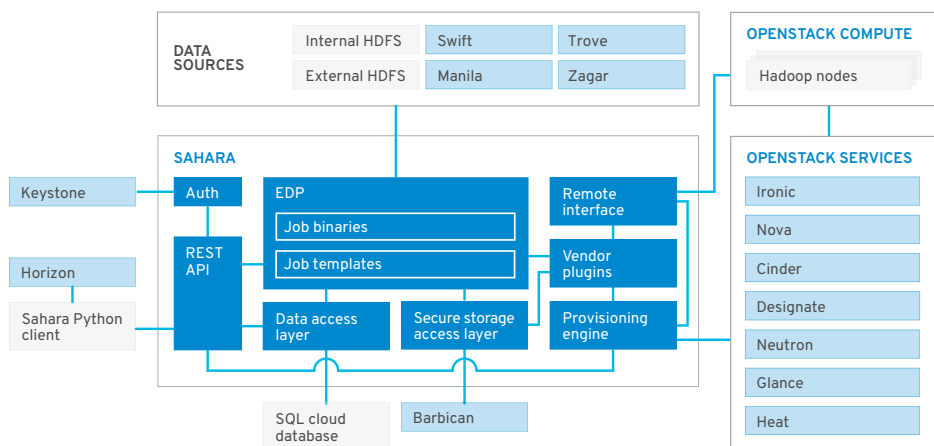 DATA
SOURCES
Internal HDFS
Swift
Trove
External HDFS
Manila
Zagar
OPENSTACK COMPUTE
Hadoop nodes
SAHARA
Keystone
Auth
EDP
Job binaries
Job templates
Remote
interface
REST
API
Vendor
plugins
Horizon
Sahara Python
client
Data access
layer
Secure storage
access layer
Provisioning
engine
SQL cloud
database
Barbican
OPENSTACK SERVICES
Ironic
Nova
Cinder
Designate
Neutron
Glance
Heat